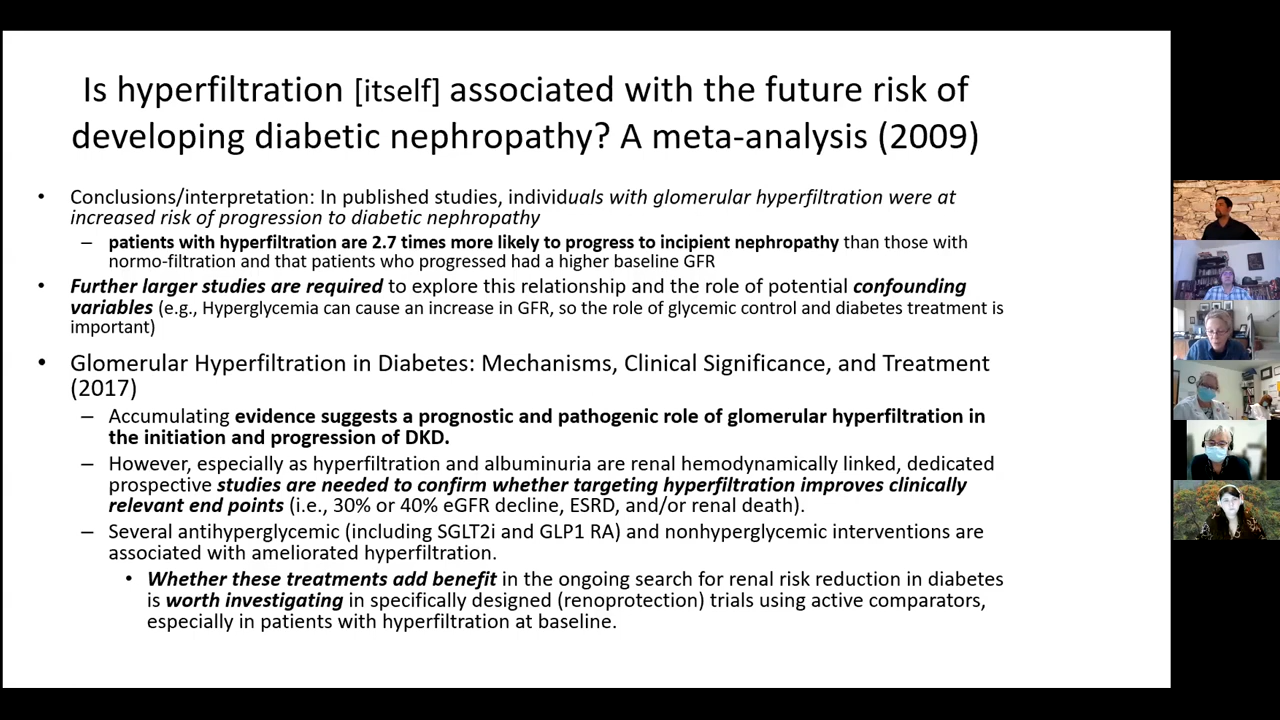 Is hyperfiltration [itself] associated with the future risk of
developing diabetic nephropathy? A meta-analysis (2009)
• Conclusions/interpretation: In published studies, individuals with glomerular hyperfiltration were at
increased risk of progression to diabetic nephropathy
– patients with hyperfiltration are 2.7 times more likely to progress to incipient nephropathy than those with
normo-filtration and that patients who progressed had a higher baseline GFR
• Further larger studies are required to explore this relationship and the role of potential confounding
variables (e.g., Hyperglycemia can cause an increase in GFR, so the role of glycemic control and diabetes treatment is
important)
• Glomerular Hyperfiltration in Diabetes: Mechanisms, Clinical Significance, and Treatment
(2017)
– Accumulating evidence suggests a prognostic and pathogenic role of glomerular hyperfiltration in
the initiation and progression of DKD.
– However, especially as hyperfiltration and albuminuria are renal hemodynamically linked, dedicated
prospective studies are needed to confirm whether targeting hyperfiltration improves clinically
relevant end points (i.e., 30% or 40% eGFR decline, ESRD, and/or renal death).
– Several antihyperglycemic (including SGLT2i and GLP1 RA) and nonhyperglycemic interventions are
associated with ameliorated hyperfiltration.
• Whether these treatments add benefit in the ongoing search for renal risk reduction in diabetes
is worth investigating in specifically designed (renoprotection) trials using active comparators,
especially in patients with hyperfiltration at baseline.